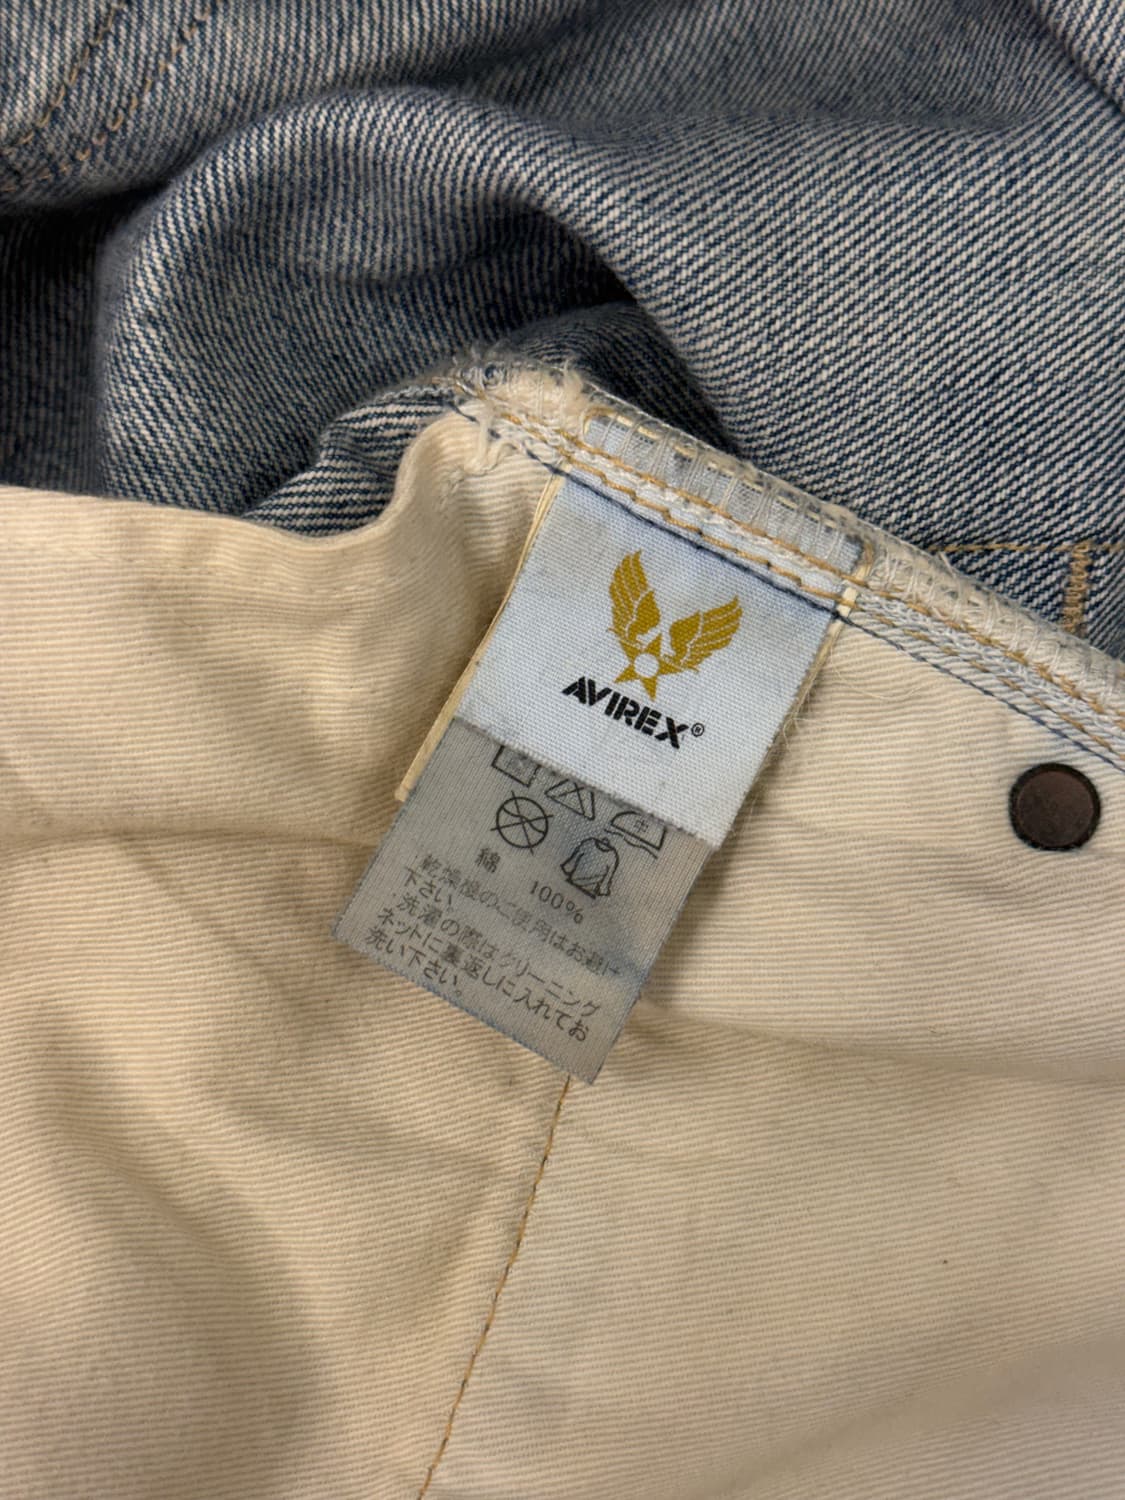 AVIREX®
綿 100%
乾燥機のご使用はお避け
下さい。
洗濯の際はクリーニング
ネットに裏返しに入れてお
洗い下さい。